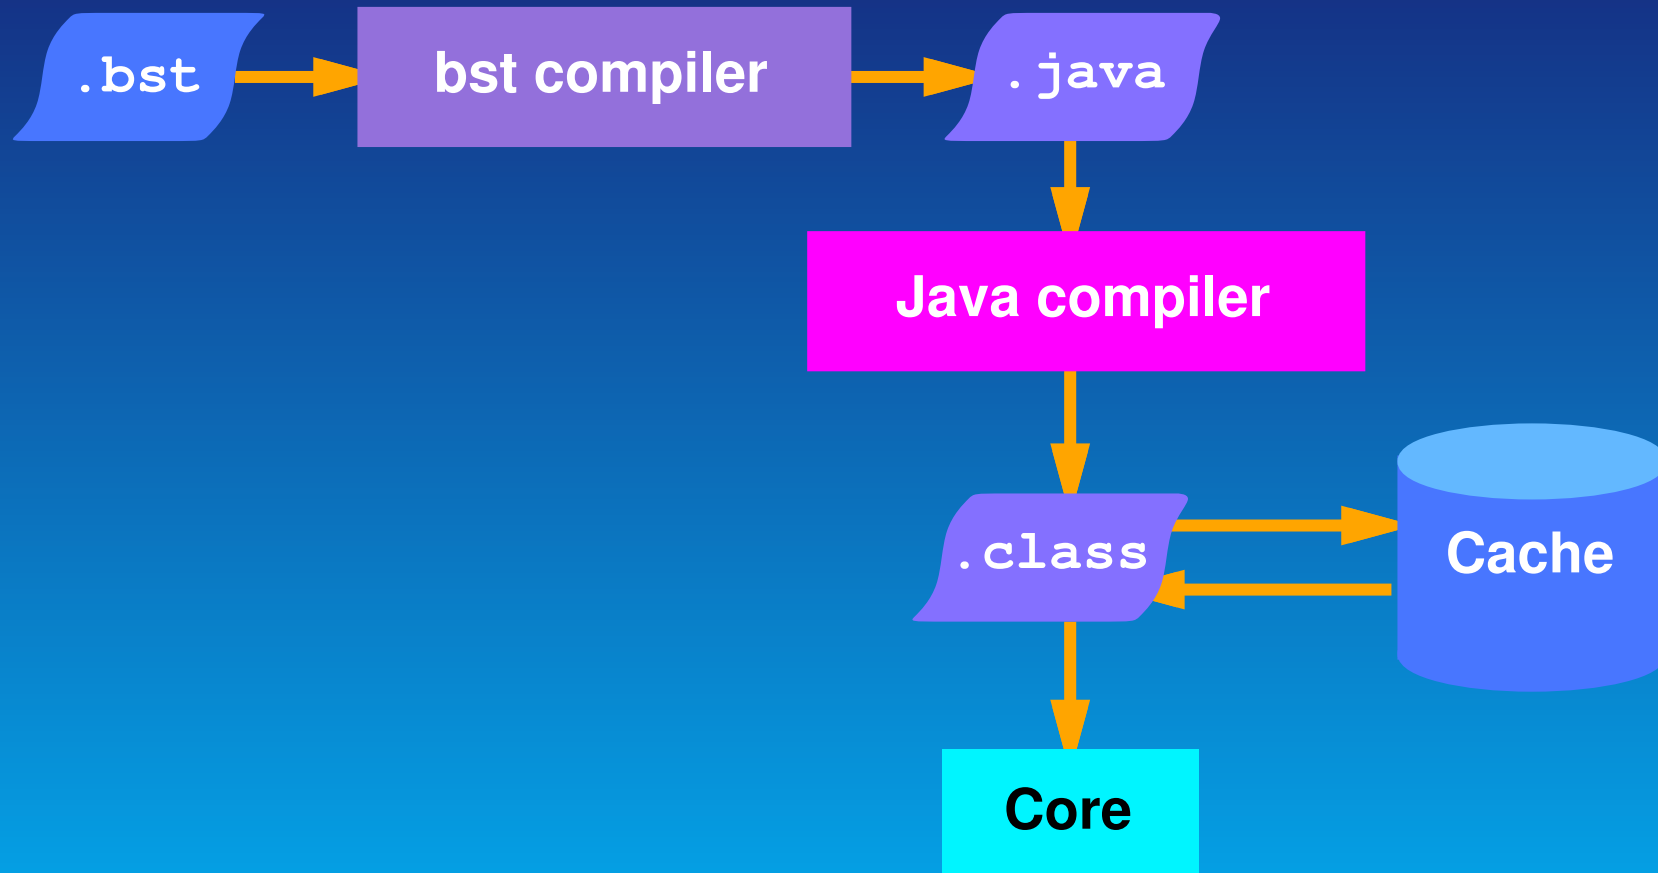 .bst
bst compiler
.java
Java compiler
.class
Cache
Core